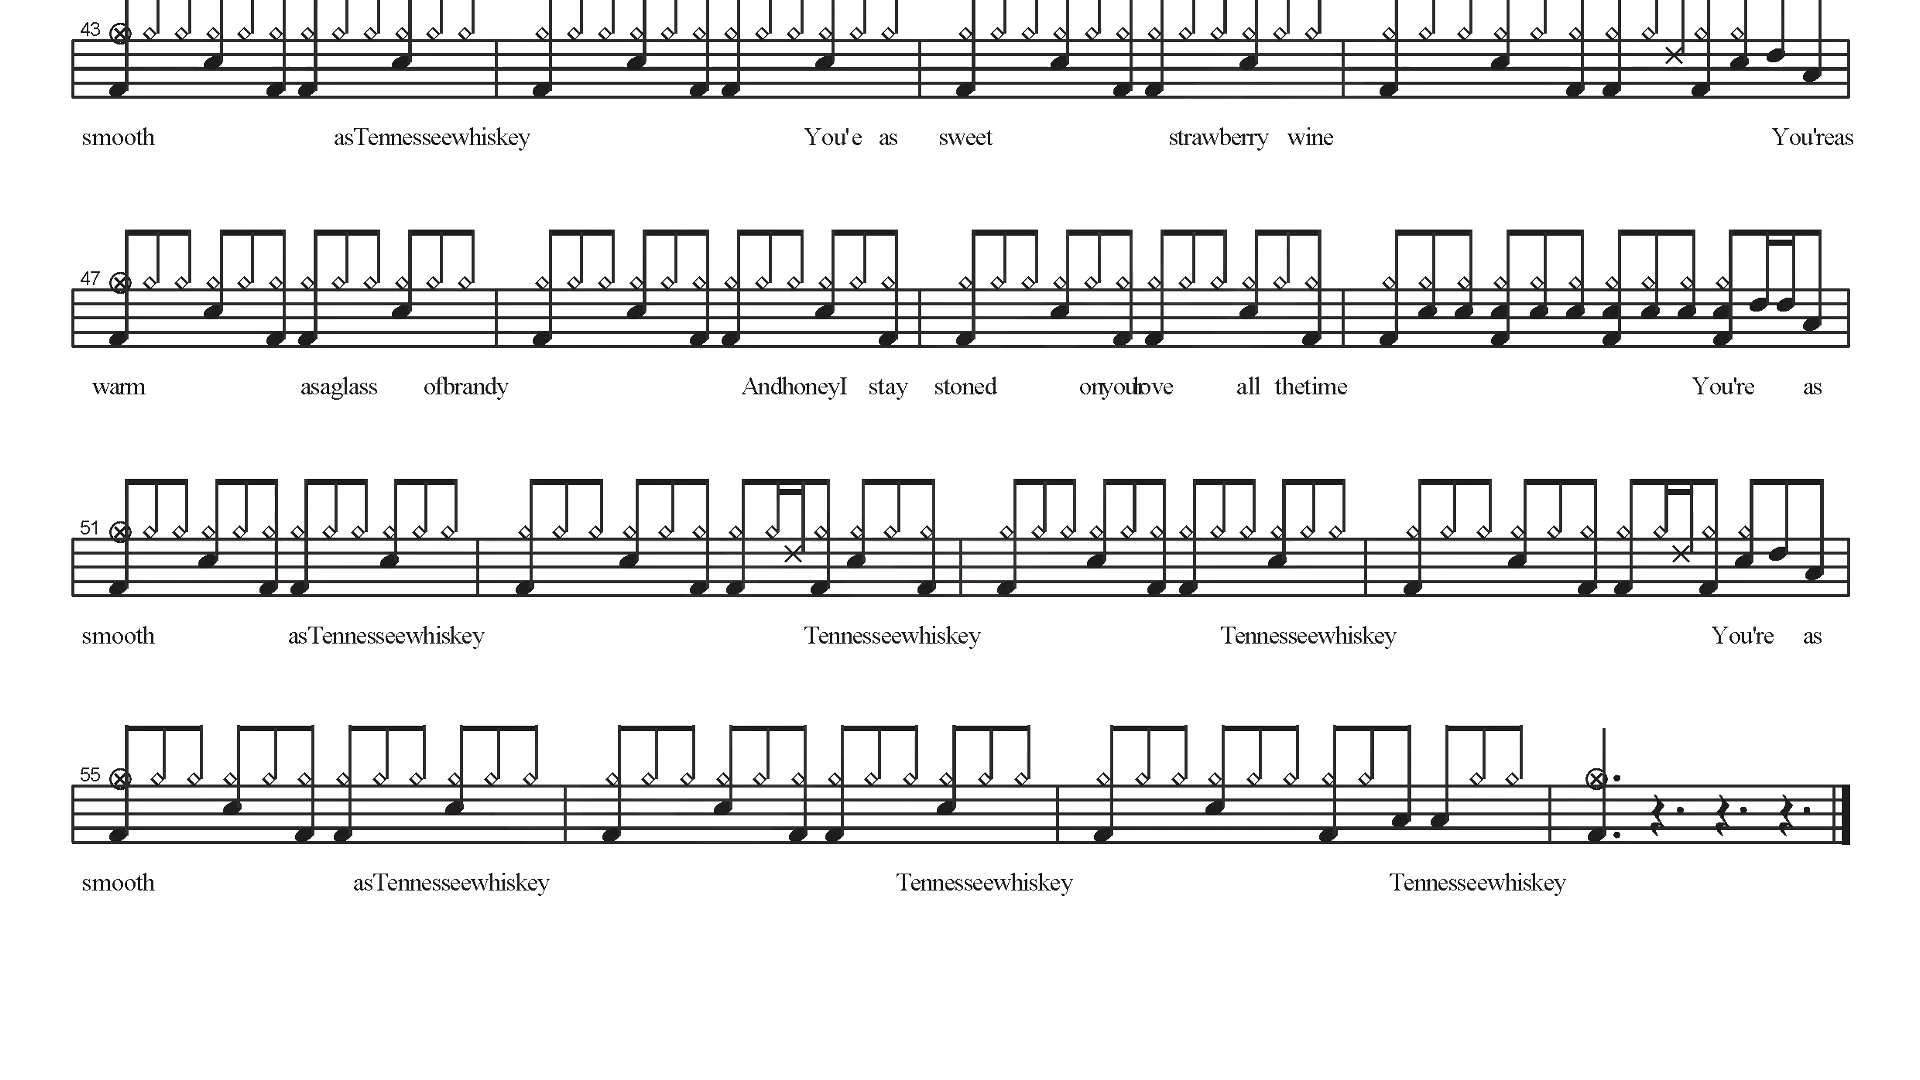 43
smooth asTennesseewhiskey You'e as sweet strawberry wine You'reas
47
warm asaglass ofbrandy AndhoneyI stay stoned onyourlove all thetime You're as
51
smooth asTennesseewhiskey Tennesseewhiskey Tennesseewhiskey You're as
55
smooth asTennesseewhiskey Tennesseewhiskey Tennesseewhiskey